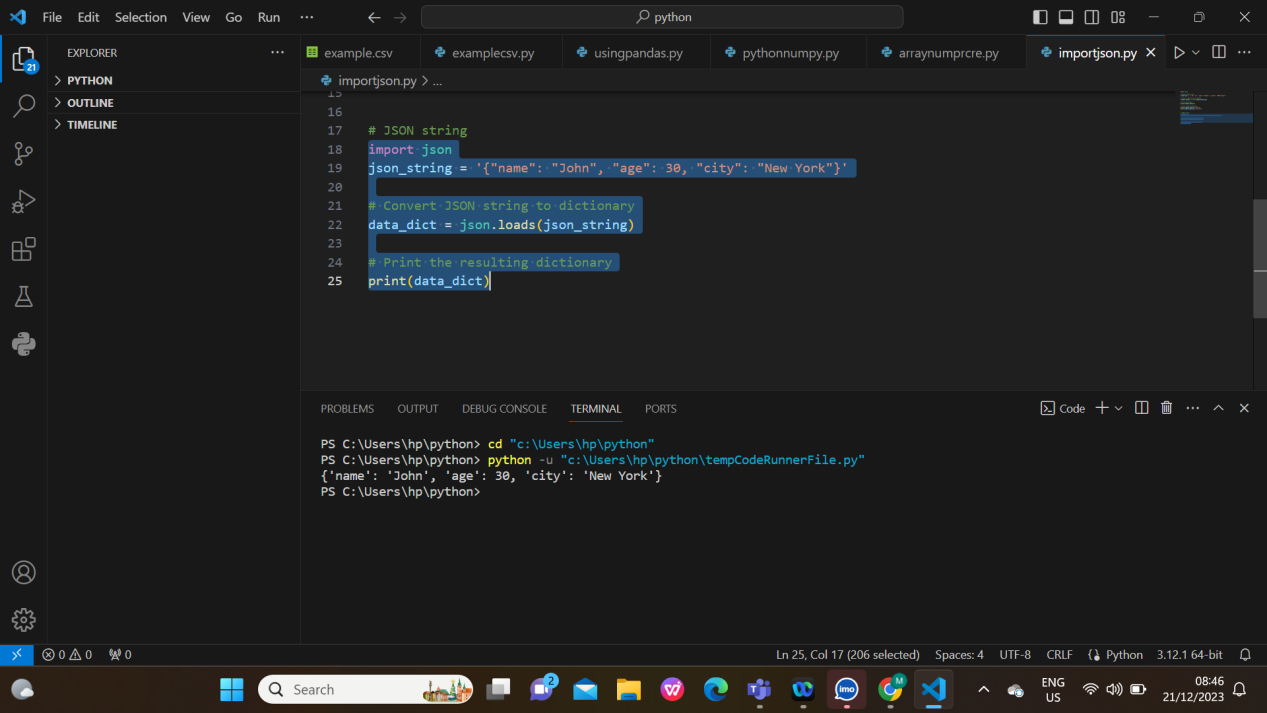 File Edit Selection View Go Run ···
python
21
EXPLORER ···
PYTHON
OUTLINE
TIMELINE
example.csv examplecsv.py usingpandas.py pythonnumpy.py arraynumprcre.py importjson.py
importjson.py > ...
15
16
17 # JSON string
18 import json
19 json_string = '{"name": "John", "age": 30, "city": "New York"}'
20
21 # Convert JSON string to dictionary
22 data_dict = json.loads(json_string)
23
24 # Print the resulting dictionary
25 print(data_dict)
PROBLEMS OUTPUT DEBUG CONSOLE TERMINAL PORTS
Code
PS C:\Users\hp\python> cd "c:\Users\hp\python"
PS C:\Users\hp\python> python -u "c:\Users\hp\python\tempCodeRunnerFile.py"
{'name': 'John', 'age': 30, 'city': 'New York'}
PS C:\Users\hp\python>
0 0 0
Ln 25, Col 17 (206 selected) Spaces: 4 UTF-8 CRLF Python 3.12.1 64-bit
Search
2
imo
M
ENG
US
08:46
21/12/2023